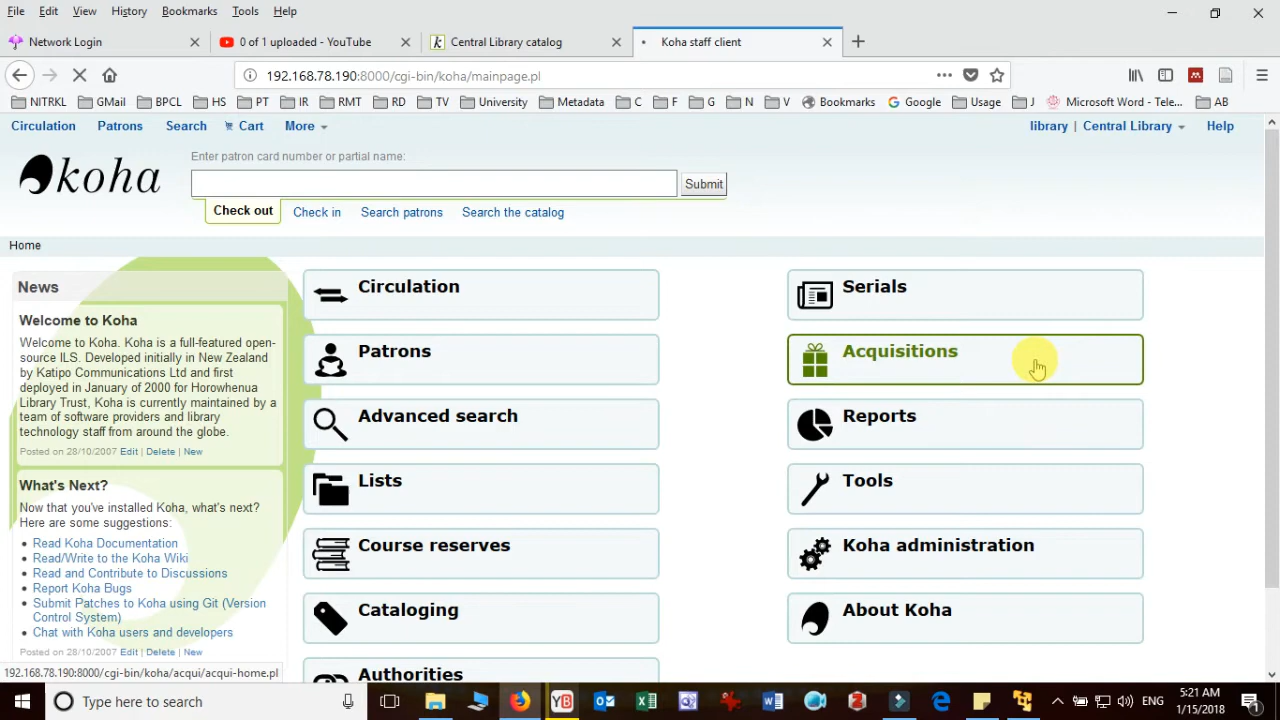 File Edit View History Bookmarks Tools Help
Network Login 0 of 1 uploaded - YouTube Central Library catalog Koha staff client
192.168.78.190:8000/cgi-bin/koha/mainpage.pl
NITRKL GMail BPCL HS PT IR RMT RD TV University Metadata C F G N V Bookmarks Google Usage J Microsoft Word - Tele... AB
Circulation Patrons Search Cart More library | Central Library Help
Enter patron card number or partial name:
koha
Submit
Check out Check in Search patrons Search the catalog
Home
News
Welcome to Koha
Welcome to Koha. Koha is a full-featured open-
source ILS. Developed initially in New Zealand
by Katipo Communications Ltd and first
deployed in January of 2000 for Horowhenua
Library Trust, Koha is currently maintained by a
team of software providers and library
technology staff from around the globe.
Posted on 28/10/2007 Edit | Delete | New
What's Next?
Now that you've installed Koha, what's next?
Here are some suggestions:
Read Koha Documentation
Read/Write to the Koha Wiki
Read and Contribute to Discussions
Report Koha Bugs
Submit Patches to Koha using Git (Version
Control System)
Chat with Koha users and developers
Posted on 28/10/2007 Edit | Delete | New
Circulation
Patrons
Advanced search
Lists
Course reserves
Cataloging
Authorities
Serials
Acquisitions
Reports
Tools
Koha administration
About Koha
192.168.78.190:8000/cgi-bin/koha/acqui/acqui-home.pl
Type here to search
ENG
5:21 AM
1/15/2018